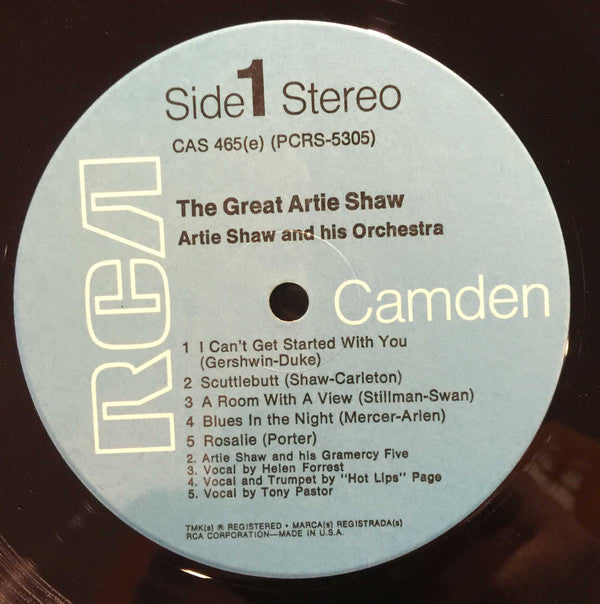 Side 1 Stereo
CAS 465(e) (PCRS-5305)
The Great Artie Shaw
Artie Shaw and his Orchestra
RCA
Camden
1 I Can't Get Started With You
(Gershwin-Duke)
2 Scuttlebutt (Shaw-Carleton)
3 A Room With A View (Stillman-Swan)
4 Blues In the Night (Mercer-Arlen)
5 Rosalie (Porter)
2. Artie Shaw and his Gramercy Five
3. Vocal by Helen Forrest
4. Vocal and Trumpet by "Hot Lips" Page
5. Vocal by Tony Pastor
TMK(s) ® REGISTERED • MARCA(s) REGISTRADA(s)
RCA CORPORATION—MADE IN U.S.A.